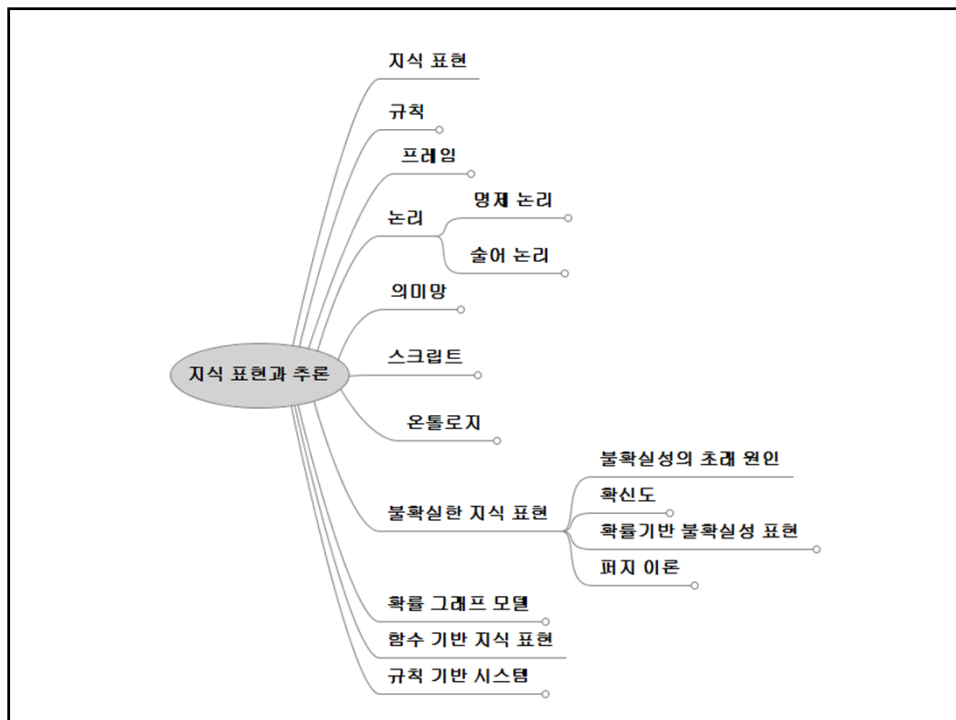 지식 표현
규칙
프레임
논리
명제 논리
술어 논리
의미망
스크립트
온톨로지
지식 표현과 추론
불확실한 지식 표현
불확실성의 초래 원인
확신도
확률기반 불확실성 표현
퍼지 이론
확률 그래프 모델
함수 기반 지식 표현
규칙 기반 시스템